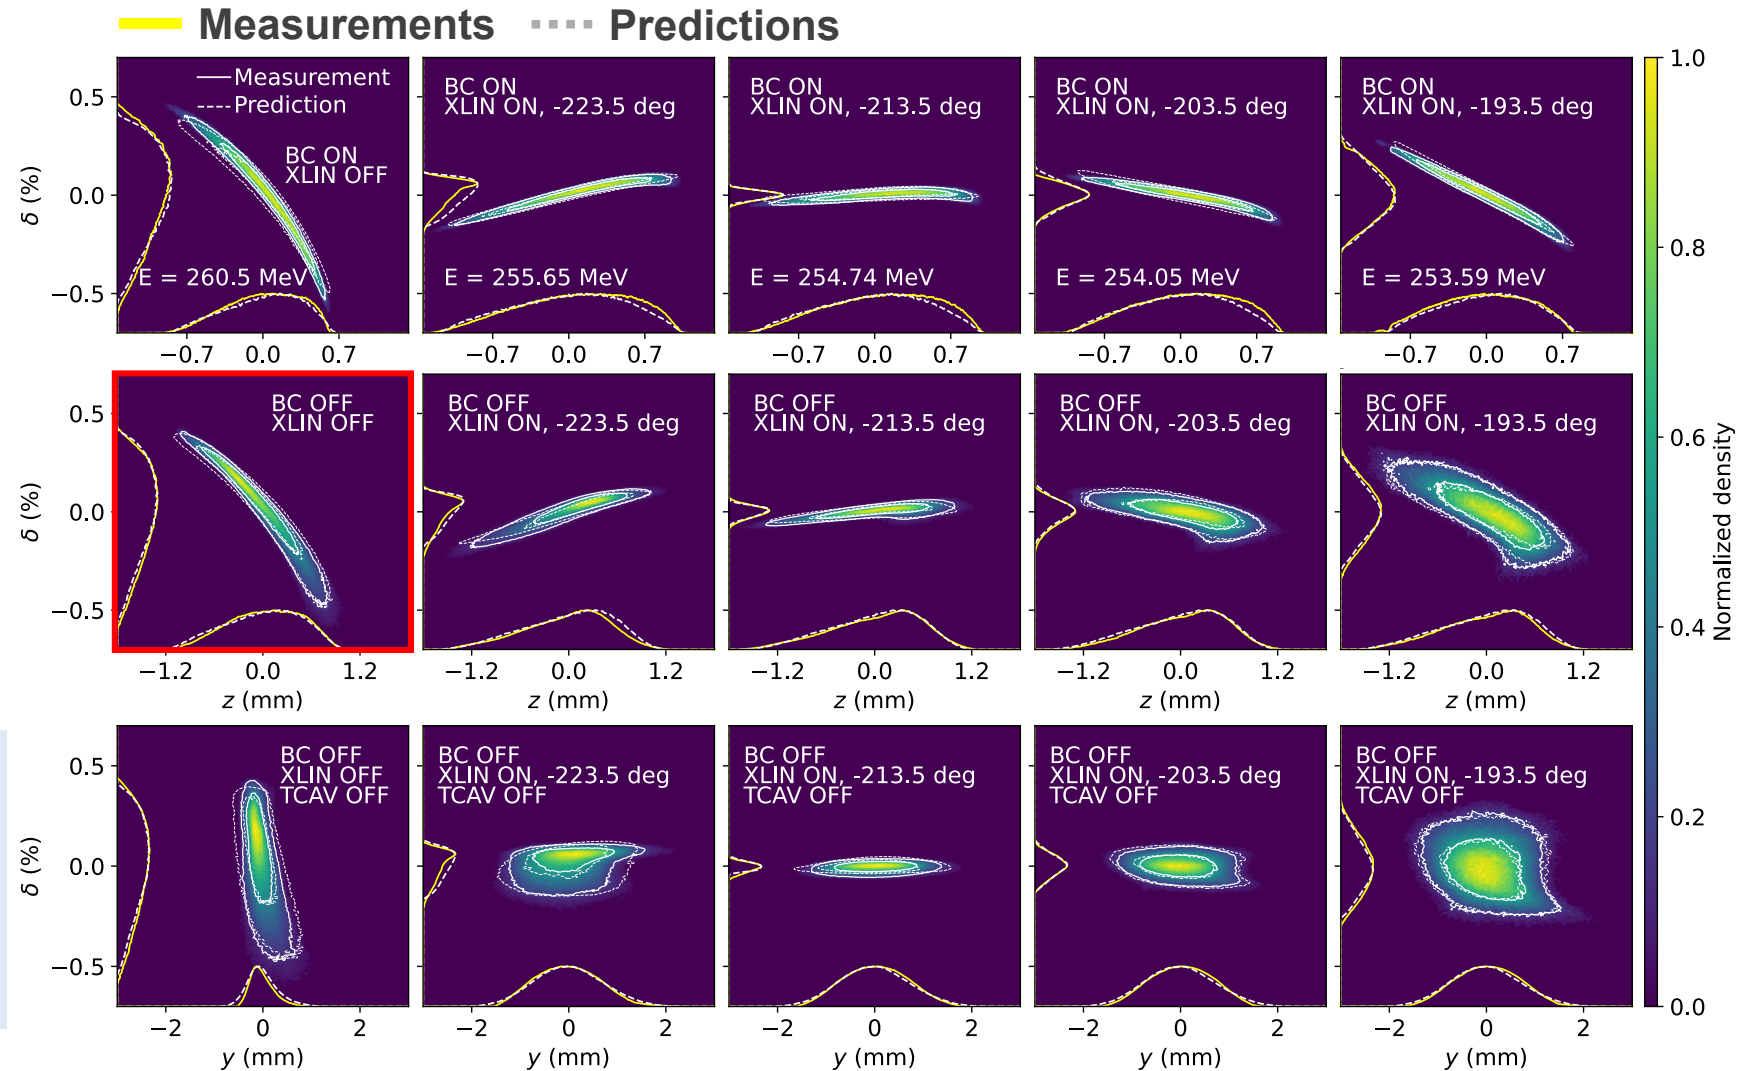 Measurements Predictions
Measurement
Prediction
BC ON
XLIN OFF
E = 260.5 MeV
BC ON
XLIN ON, -223.5 deg
E = 255.65 MeV
BC ON
XLIN ON, -213.5 deg
E = 254.74 MeV
BC ON
XLIN ON, -203.5 deg
E = 254.05 MeV
BC ON
XLIN ON, -193.5 deg
E = 253.59 MeV
δ (%)
0.5
0.0
−0.5
−0.7 0.0 0.7
−0.7 0.0 0.7
−0.7 0.0 0.7
−0.7 0.0 0.7
−0.7 0.0 0.7
BC OFF
XLIN OFF
BC OFF
XLIN ON, -223.5 deg
BC OFF
XLIN ON, -213.5 deg
BC OFF
XLIN ON, -203.5 deg
BC OFF
XLIN ON, -193.5 deg
δ (%)
0.5
0.0
−0.5
−1.2 0.0 1.2
z (mm)
−1.2 0.0 1.2
z (mm)
−1.2 0.0 1.2
z (mm)
−1.2 0.0 1.2
z (mm)
−1.2 0.0 1.2
z (mm)
BC OFF
XLIN OFF
TCAV OFF
BC OFF
XLIN ON, -223.5 deg
TCAV OFF
BC OFF
XLIN ON, -213.5 deg
TCAV OFF
BC OFF
XLIN ON, -203.5 deg
TCAV OFF
BC OFF
XLIN ON, -193.5 deg
TCAV OFF
δ (%)
0.5
0.0
−0.5
−2 0 2
y (mm)
−2 0 2
y (mm)
−2 0 2
y (mm)
−2 0 2
y (mm)
−2 0 2
y (mm)
1.0
0.8
0.6
0.4
0.2
0.0
Normalized density